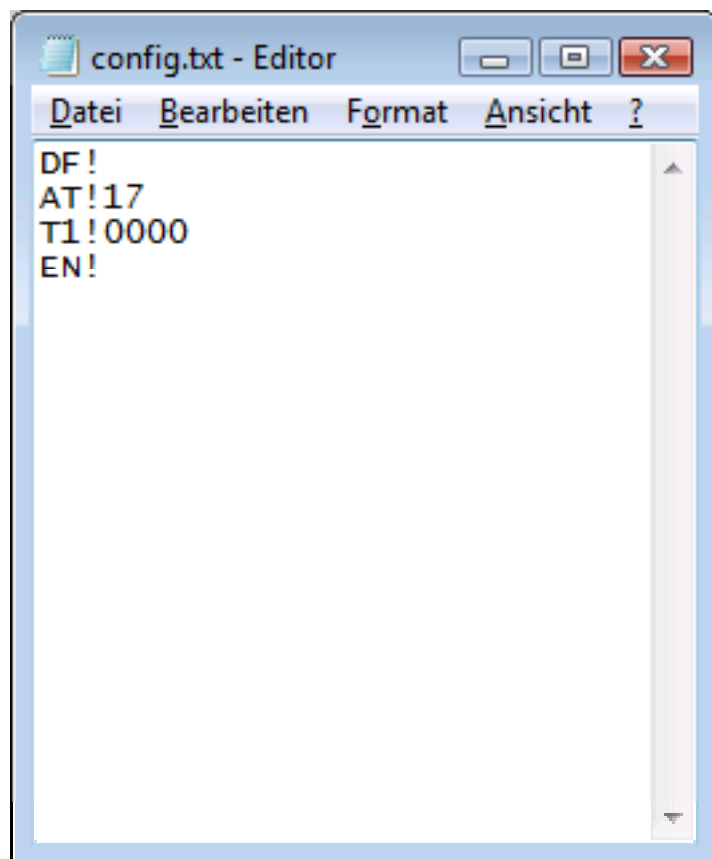 config.txt - Editor
Datei Bearbeiten Format Ansicht ?
DF!
AT!17
T1!0000
EN!